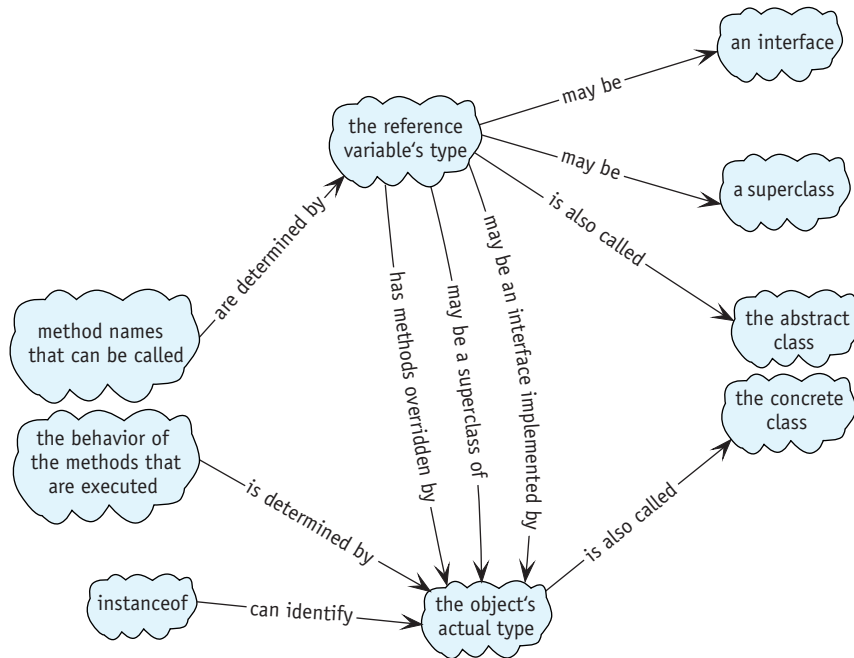 an interface
may be
the reference
variable‘s type
may be
a superclass
is also called
are determined by
has methods overridden by
may be a superclass of
may be an interface implemented by
method names
that can be called
the abstract
class
the concrete
class
the behavior of
the methods that
are executed
is determined by
is also called
instanceof
can identify
the object‘s
actual type